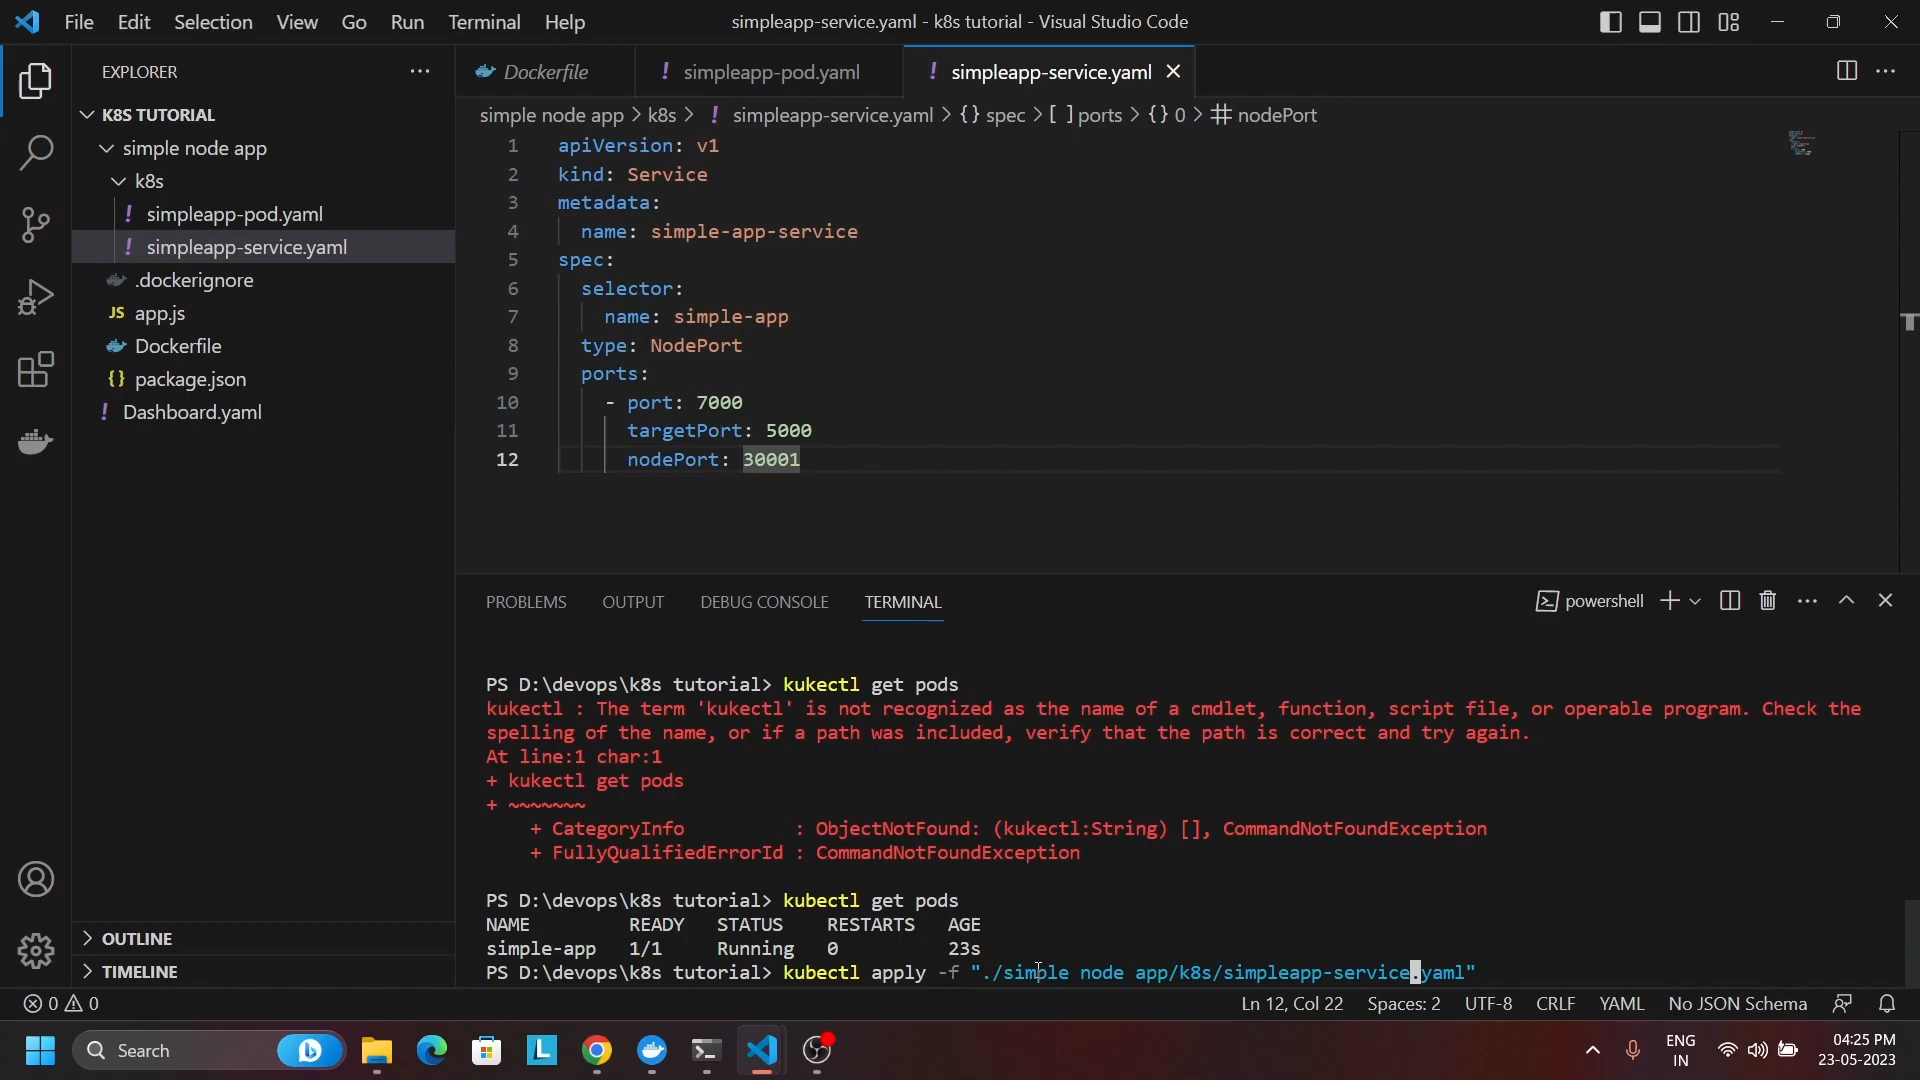 File Edit Selection View Go Run Terminal Help
simpleapp-service.yaml - k8s tutorial - Visual Studio Code
EXPLORER
K8S TUTORIAL
simple node app
k8s
simpleapp-pod.yaml
simpleapp-service.yaml
.dockerignore
JS app.js
Dockerfile
{} package.json
Dashboard.yaml
OUTLINE
TIMELINE
Dockerfile
! simpleapp-pod.yaml
! simpleapp-service.yaml
simple node app > k8s > ! simpleapp-service.yaml > {} spec > [ ] ports > {} 0 > # nodePort
1 apiVersion: v1
2 kind: Service
3 metadata:
4 name: simple-app-service
5 spec:
6 selector:
7 name: simple-app
8 type: NodePort
9 ports:
10 - port: 7000
11 targetPort: 5000
12 nodePort: 30001
PROBLEMS OUTPUT DEBUG CONSOLE TERMINAL
powershell
PS D:\devops\k8s tutorial> kukectl get pods
kukectl : The term 'kukectl' is not recognized as the name of a cmdlet, function, script file, or operable program. Check the
spelling of the name, or if a path was included, verify that the path is correct and try again.
At line:1 char:1
+ kukectl get pods
+ ~~~~~~~
+ CategoryInfo : ObjectNotFound: (kukectl:String) [], CommandNotFoundException
+ FullyQualifiedErrorId : CommandNotFoundException
PS D:\devops\k8s tutorial> kubectl get pods
NAME READY STATUS RESTARTS AGE
simple-app 1/1 Running 0 23s
PS D:\devops\k8s tutorial> kubectl apply -f "./simple node app/k8s/simpleapp-service.yaml"
0 0
Ln 12, Col 22 Spaces: 2 UTF-8 CRLF YAML No JSON Schema
Search
ENG
IN
04:25 PM
23-05-2023